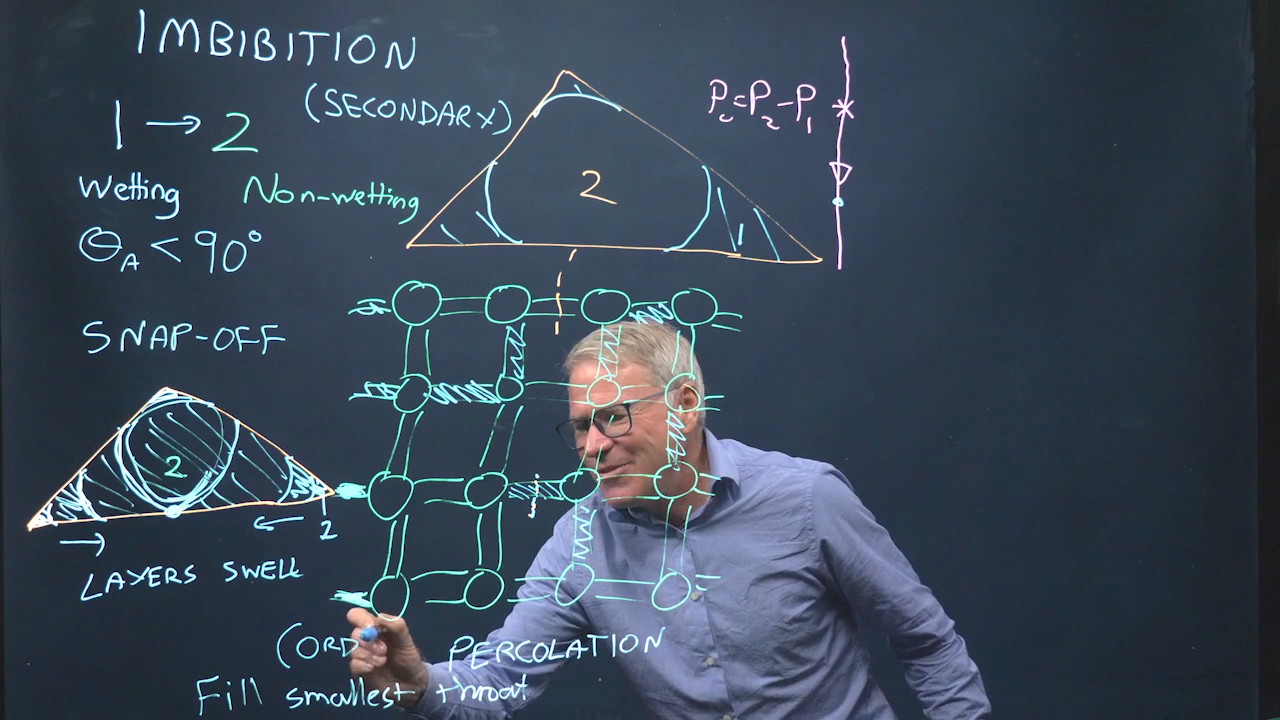 IMBIBITION
(SECONDARY)
1 → 2
Wetting Non-wetting
θA < 90°
Pc = P2 - P1
2
1
SNAP-OFF
2
2
LAYERS SWELL
PERCOLATION
Fill smallest throat